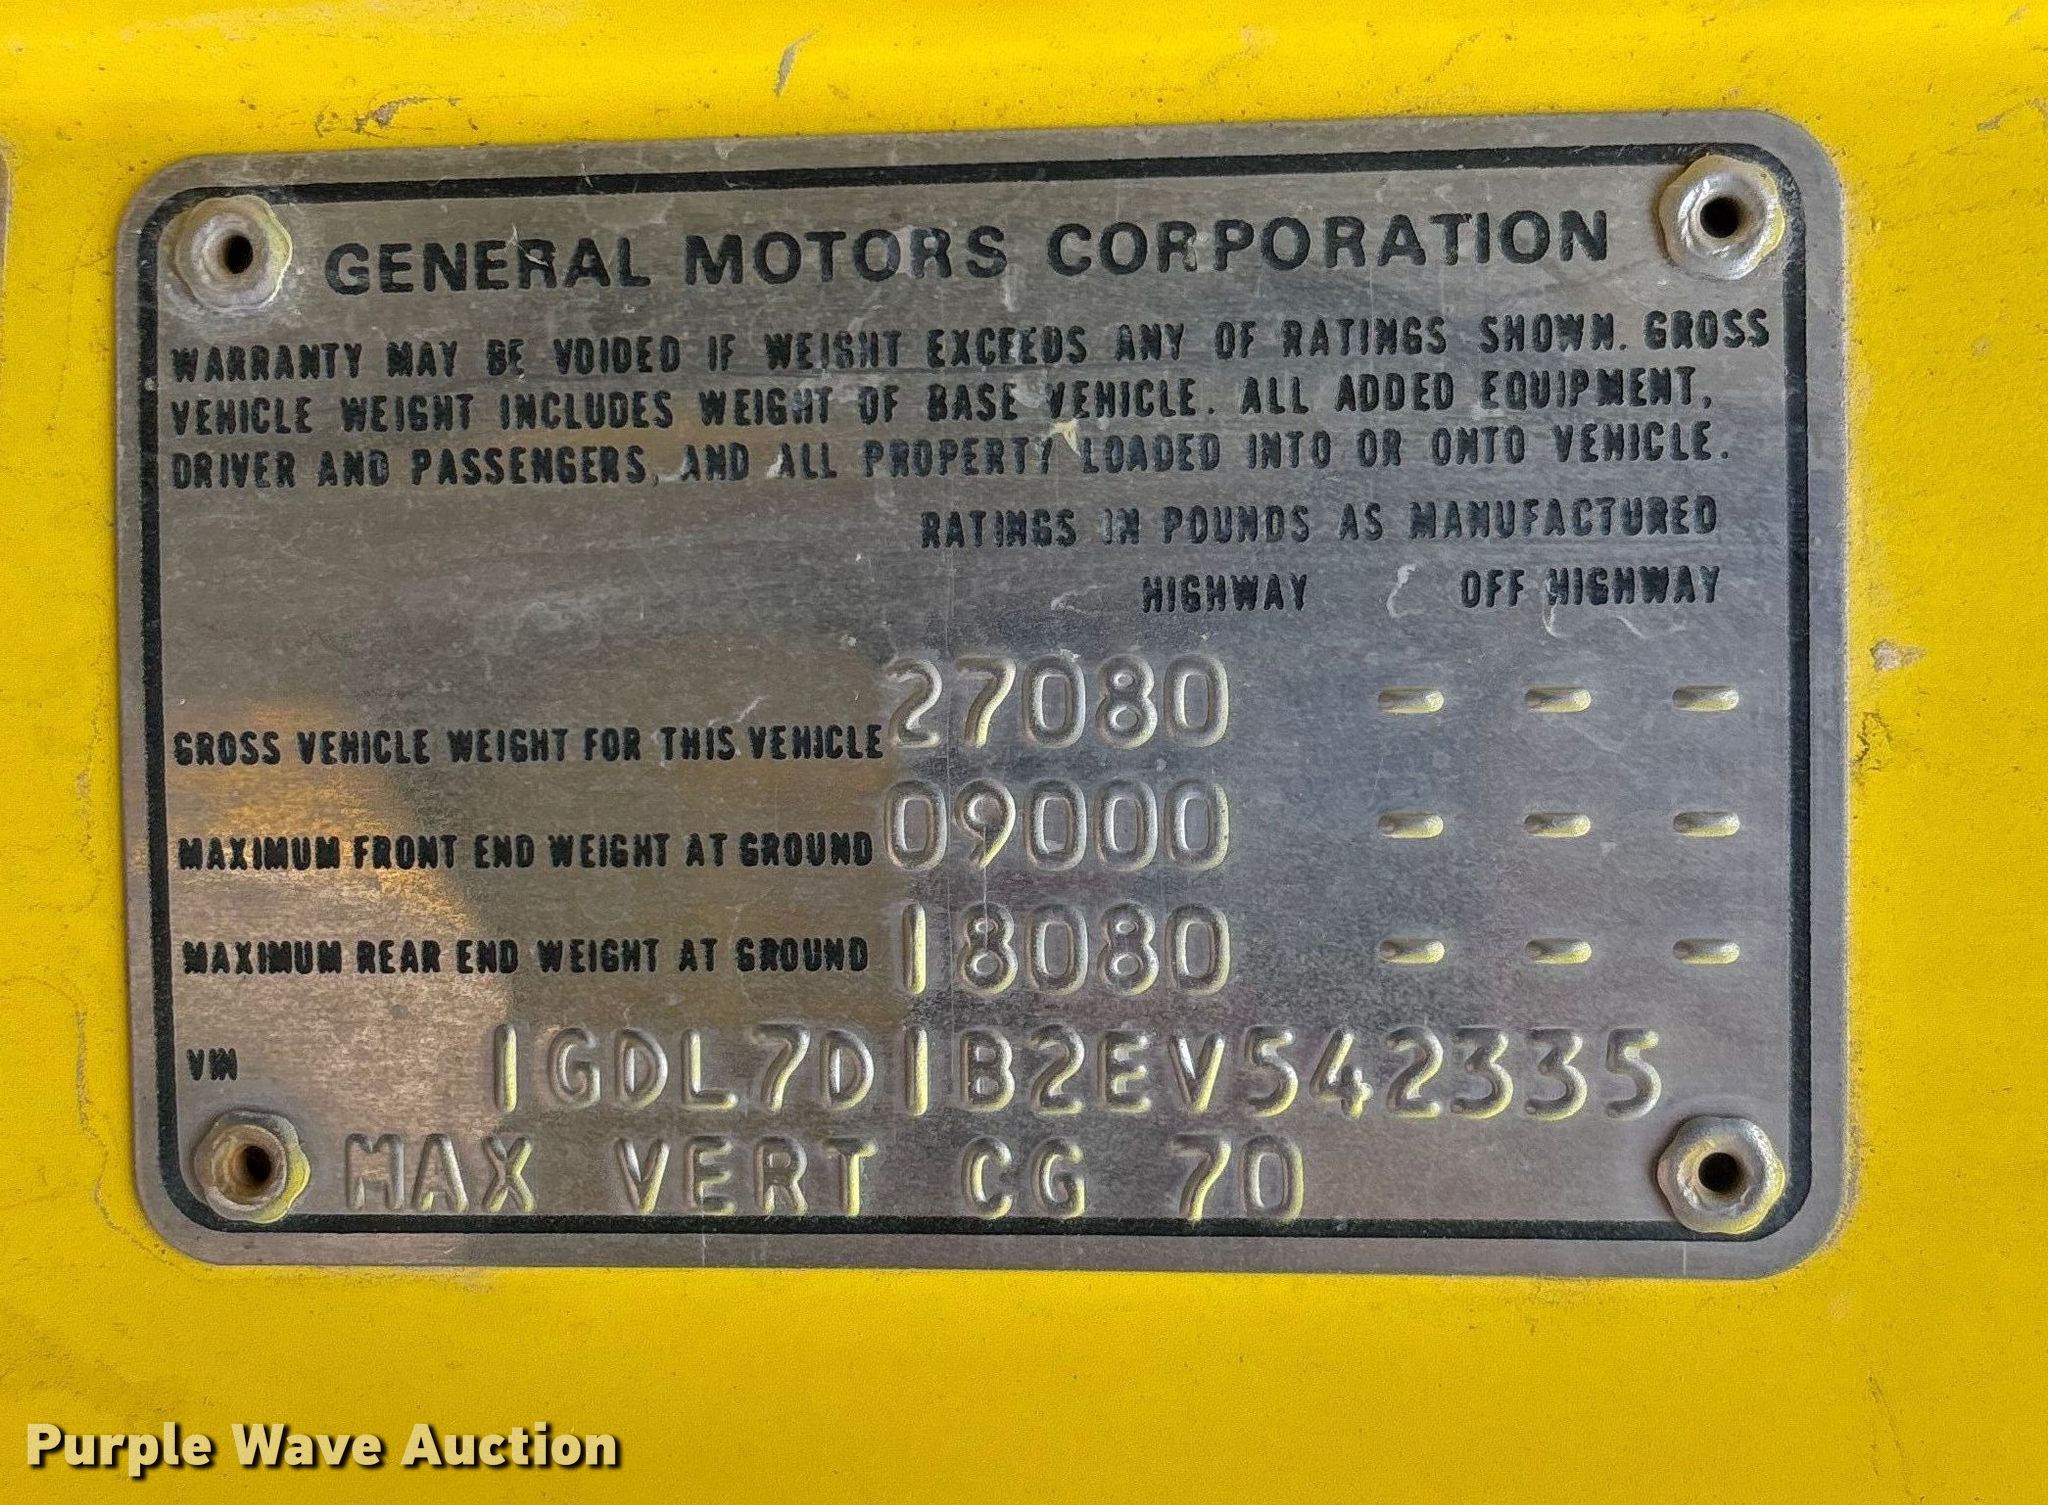 GENERAL MOTORS CORPORATION
WARRANTY MAY BE VOIDED IF WEIGHT EXCEEDS ANY OF RATINGS SHOWN. GROSS
VEHICLE WEIGHT INCLUDES WEIGHT OF BASE VEHICLE. ALL ADDED EQUIPMENT,
DRIVER AND PASSENGERS, AND ALL PROPERTY LOADED INTO OR ONTO VEHICLE.
RATINGS IN POUNDS AS MANUFACTURED
HIGHWAY OFF HIGHWAY
GROSS VEHICLE WEIGHT FOR THIS VEHICLE 27080 - - -
MAXIMUM FRONT END WEIGHT AT GROUND 09000 - - -
MAXIMUM REAR END WEIGHT AT GROUND 18080 - - -
VIN 1GDL7D1B2EV542335
MAX VERT CG 70
Purple Wave Auction